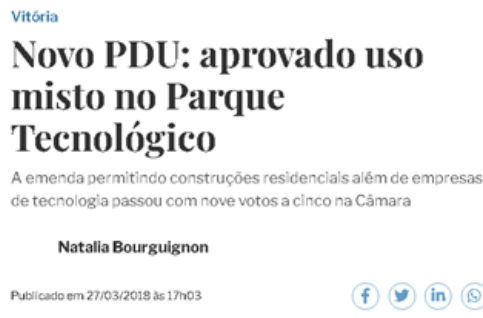 Vitória
Novo PDU: aprovado uso
misto no Parque
Tecnológico
A emenda permitindo construções residenciais além de empresas
de tecnologia passou com nove votos a cinco na Câmara
Natalia Bourguignon
Publicado em 27/03/2018 às 17h03